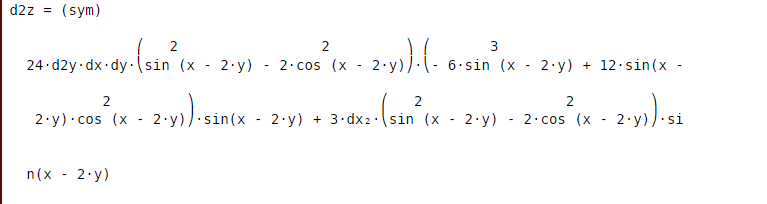 d2z = (sym)
2 2 3
24·d2y·dx·dy·(sin (x - 2·y) - 2·cos (x - 2·y))·(- 6·sin (x - 2·y) + 12·sin(x -
2 2 2
2·y)·cos (x - 2·y))·sin(x - 2·y) + 3·dx₂·(sin (x - 2·y) - 2·cos (x - 2·y))·si
n(x - 2·y)